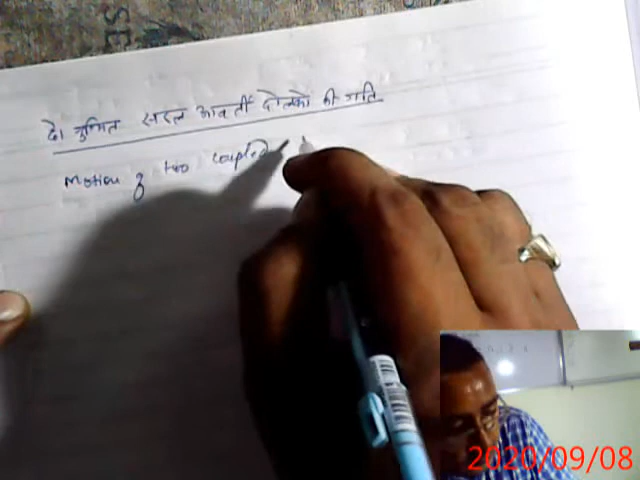 दो युग्मित सरल आवर्ती दोलकों की गति
Motion of two coupled
2020/09/08